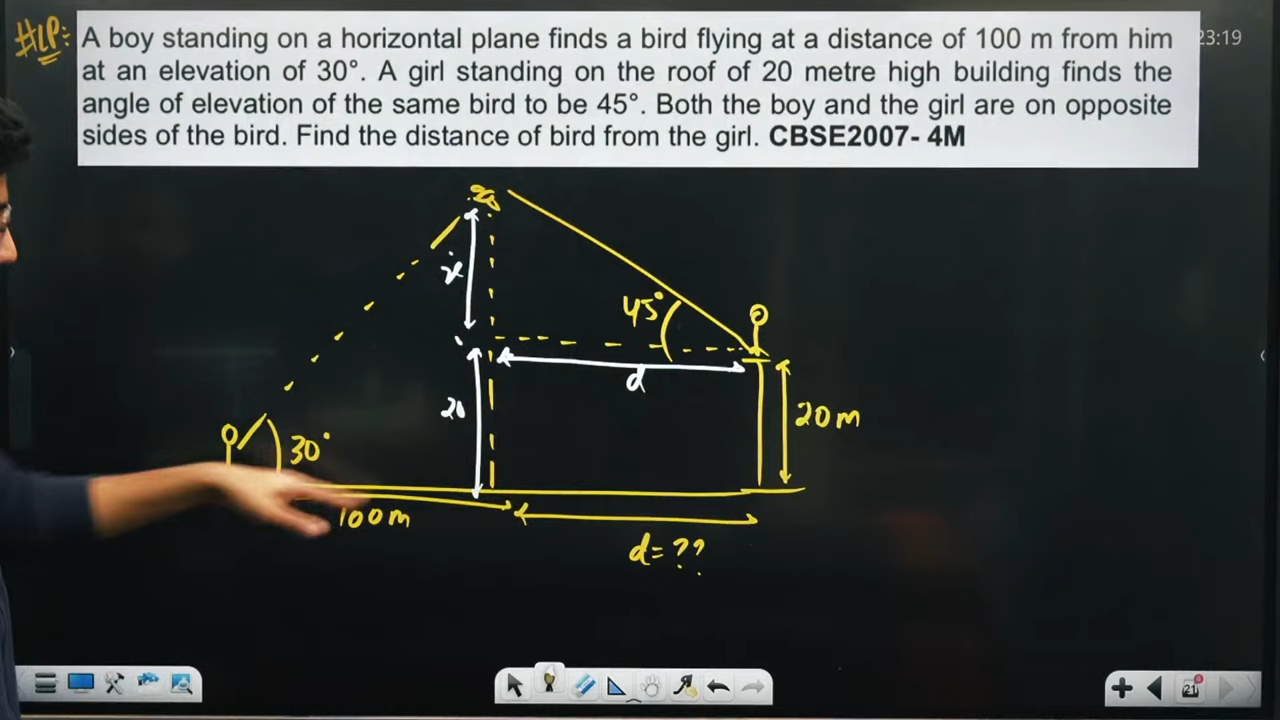 HLP:
A boy standing on a horizontal plane finds a bird flying at a distance of 100 m from him
at an elevation of 30°. A girl standing on the roof of 20 metre high building finds the
angle of elevation of the same bird to be 45°. Both the boy and the girl are on opposite
sides of the bird. Find the distance of bird from the girl. CBSE2007- 4M
23:19
x
45°
d
20
20m
30°
100m
d=??
21